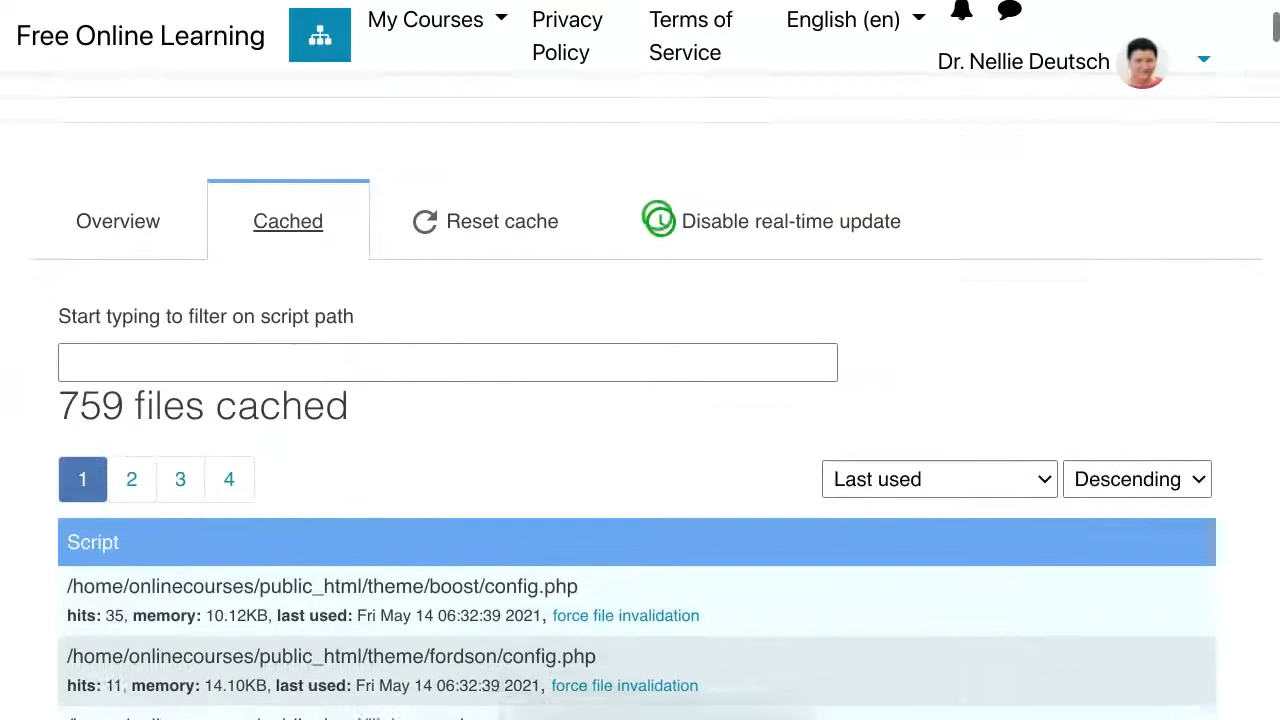 Free Online Learning
My Courses
Privacy
Policy
Terms of
Service
English (en)
Dr. Nellie Deutsch
Overview
Cached
Reset cache
Disable real-time update
Start typing to filter on script path
759 files cached
1 2 3 4
Last used
Descending
Script
/home/onlinecourses/public_html/theme/boost/config.php
hits: 35, memory: 10.12KB, last used: Fri May 14 06:32:39 2021, force file invalidation
/home/onlinecourses/public_html/theme/fordson/config.php
hits: 11, memory: 14.10KB, last used: Fri May 14 06:32:39 2021, force file invalidation